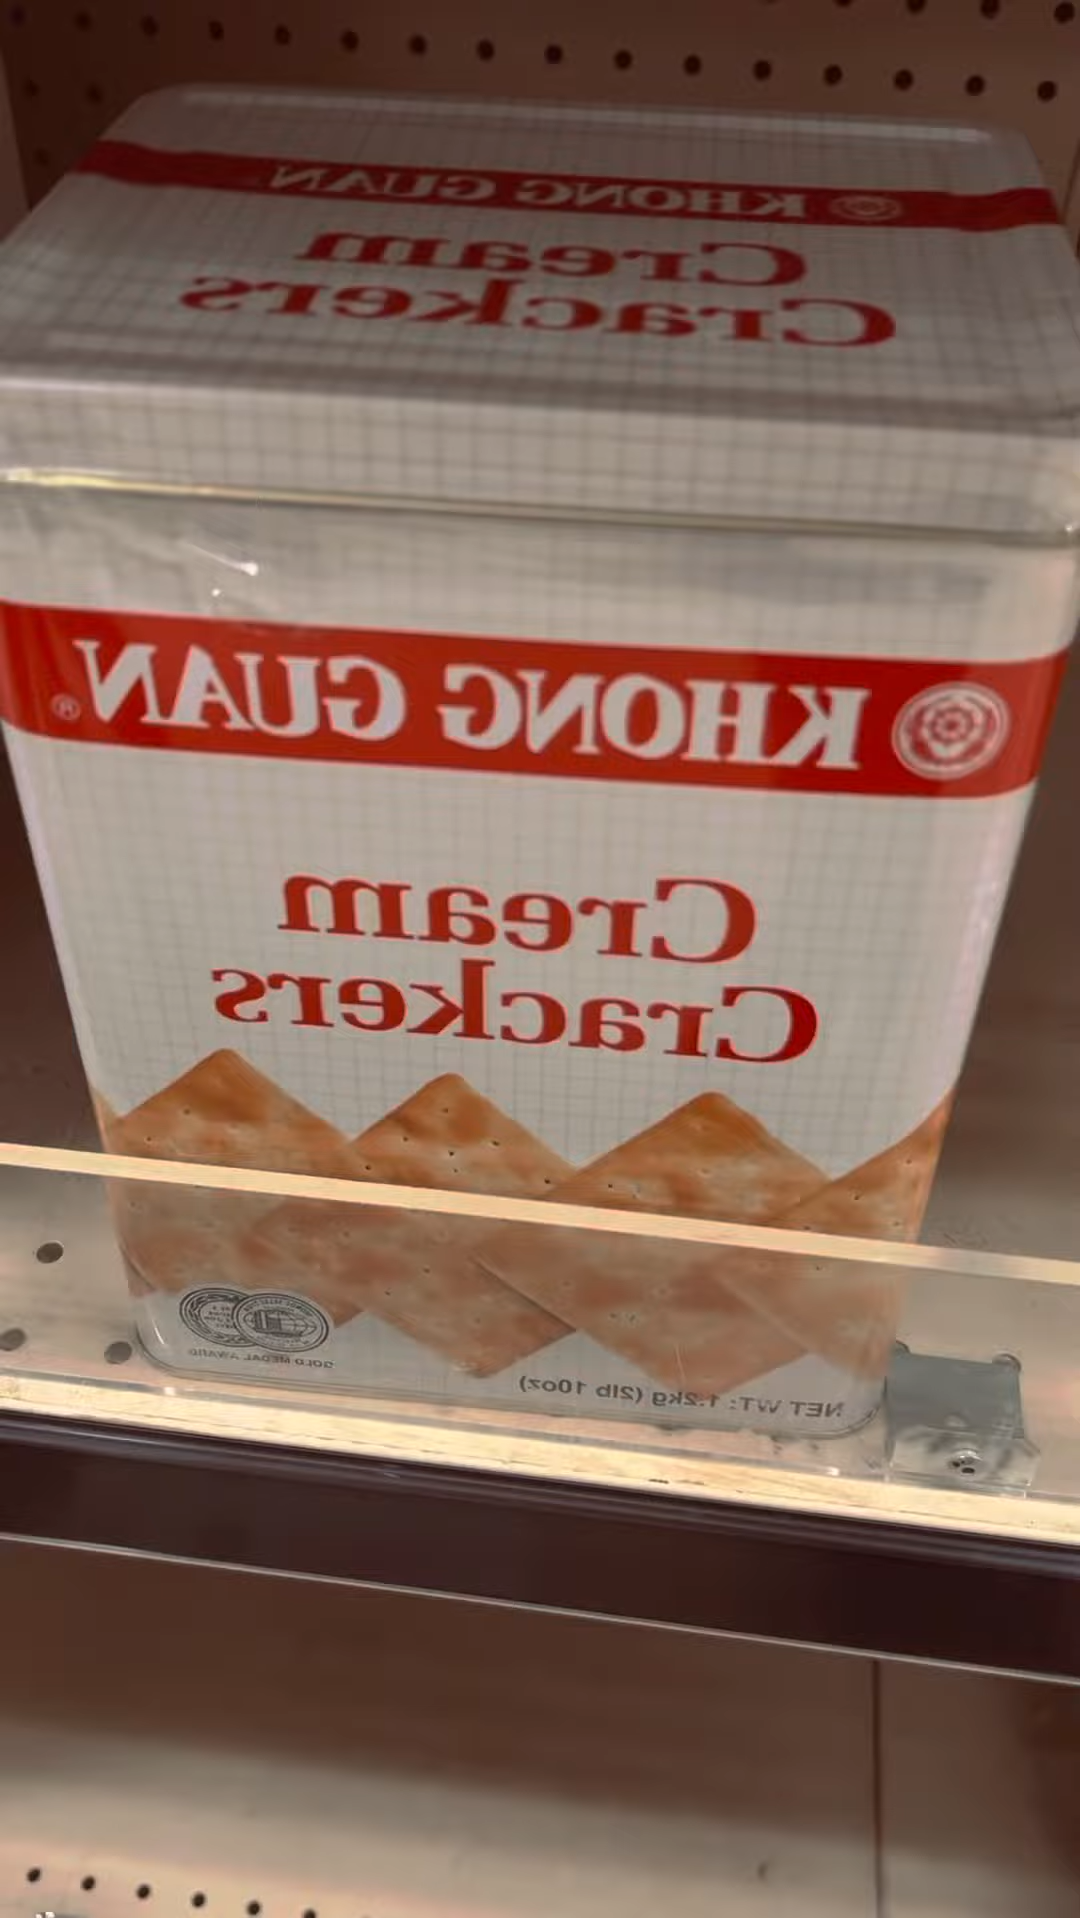 KHONG GUAN
Cream
Crackers
KHONG GUAN®
Cream
Crackers
GOLD MEDAL AWARD
NET WT: 1.2kg (2lb 10oz)